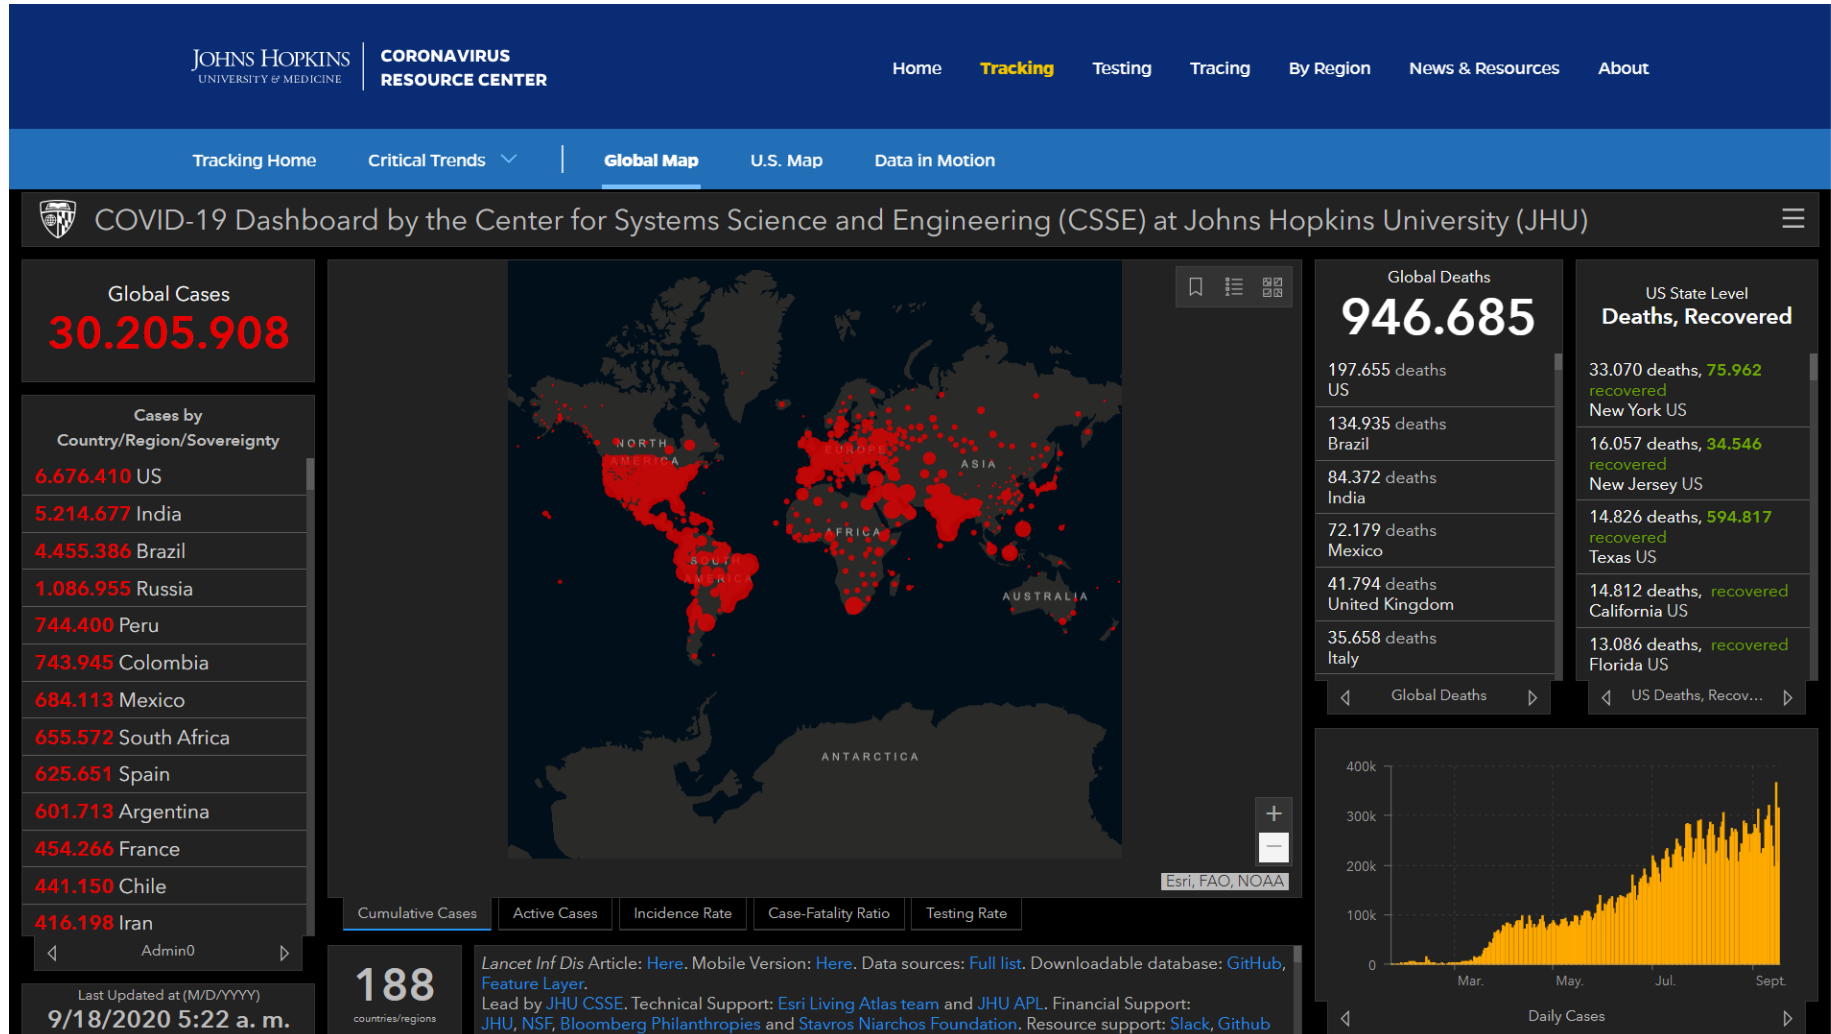 JOHNS HOPKINS
UNIVERSITY & MEDICINE
CORONAVIRUS
RESOURCE CENTER
Home
Tracking
Testing
Tracing
By Region
News & Resources
About
Tracking Home
Critical Trends
Global Map
U.S. Map
Data in Motion
COVID-19 Dashboard by the Center for Systems Science and Engineering (CSSE) at Johns Hopkins University (JHU)
Global Cases
30.205.908
Cases by
Country/Region/Sovereignty
6.676.410 US
5.214.677 India
4.455.386 Brazil
1.086.955 Russia
744.400 Peru
743.945 Colombia
684.113 Mexico
655.572 South Africa
625.651 Spain
601.713 Argentina
454.266 France
441.150 Chile
416.198 Iran
Admin0
Last Updated at (M/D/YYYY)
9/18/2020 5:22 a. m.
NORTH
AMERICA
EUROPE
ASIA
AFRICA
SOUTH
AMERICA
AUSTRALIA
ANTARCTICA
+
−
Esri, FAO, NOAA
Cumulative Cases
Active Cases
Incidence Rate
Case-Fatality Ratio
Testing Rate
188
countries/regions
Lancet Inf Dis Article: Here. Mobile Version: Here. Data sources: Full list. Downloadable database: GitHub,
Feature Layer.
Lead by JHU CSSE. Technical Support: Esri Living Atlas team and JHU APL. Financial Support:
JHU, NSF, Bloomberg Philanthropies and Stavros Niarchos Foundation. Resource support: Slack, Github
Global Deaths
946.685
197.655 deaths
US
134.935 deaths
Brazil
84.372 deaths
India
72.179 deaths
Mexico
41.794 deaths
United Kingdom
35.658 deaths
Italy
Global Deaths
US State Level
Deaths, Recovered
33.070 deaths, 75.962
recovered
New York US
16.057 deaths, 34.546
recovered
New Jersey US
14.826 deaths, 594.817
recovered
Texas US
14.812 deaths, recovered
California US
13.086 deaths, recovered
Florida US
US Deaths, Recov...
400k
300k
200k
100k
0
Mar.
May.
Jul.
Sept.
Daily Cases